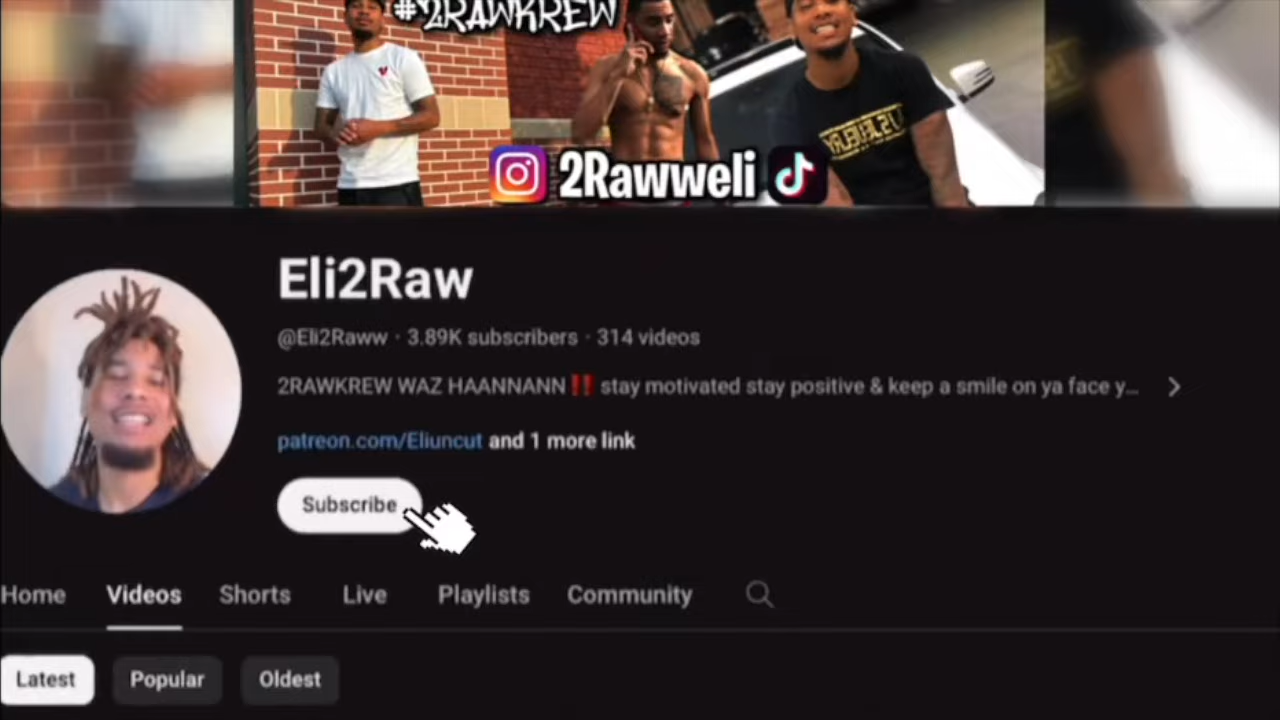 #2RAWKREW
2Rawweli
Eli2Raw
@Eli2Raww · 3.89K subscribers · 314 videos
2RAWKREW WAZ HAANNANN‼️ stay motivated stay positive & keep a smile on ya face y...
patreon.com/Eliuncut and 1 more link
Subscribe
Home Videos Shorts Live Playlists Community
Latest Popular Oldest